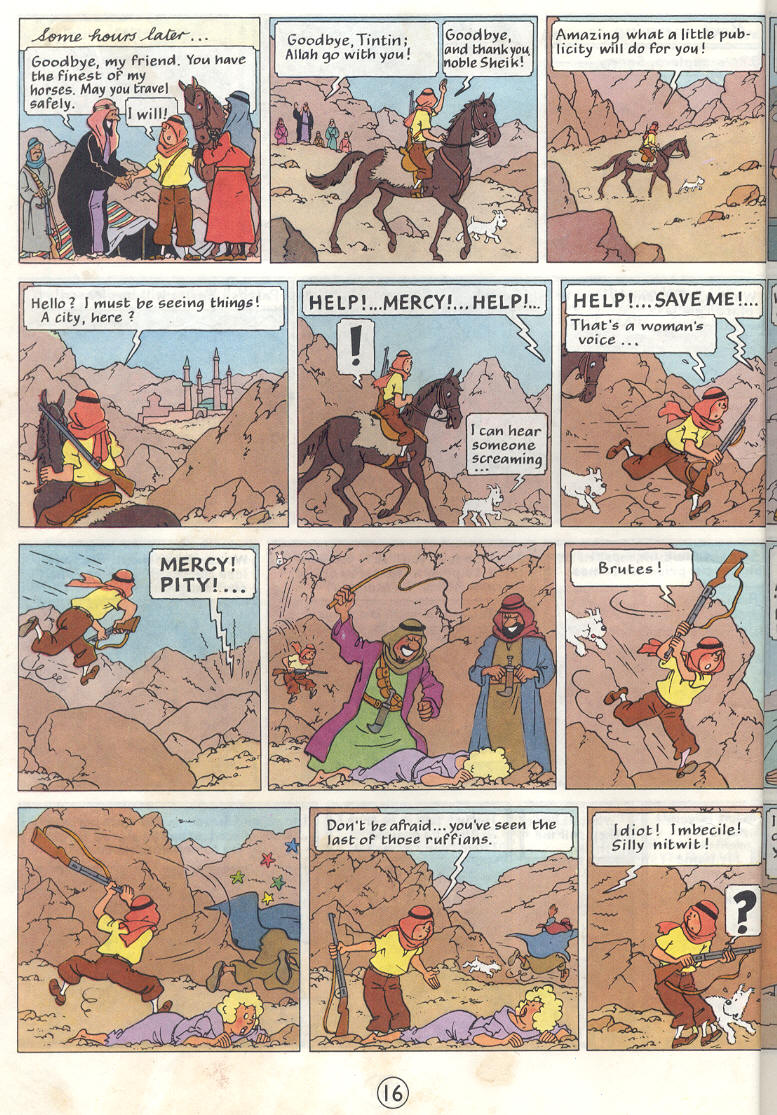 Some hours later...
Goodbye, my friend. You have
the finest of my
horses. May you travel
safely.
I will!
Goodbye, Tintin;
Allah go with you!
Goodbye,
and thank you,
noble Sheik!
Amazing what a little pub-
licity will do for you!
Hello? I must be seeing things!
A city, here?
HELP!...MERCY!...HELP!...
!
I can hear
someone
screaming
...
HELP!...SAVE ME!...
That's a woman's
voice ...
MERCY!
PITY!...
Brutes!
Don't be afraid...you've seen the
last of those ruffians.
Idiot! Imbecile!
Silly nitwit!
?
16